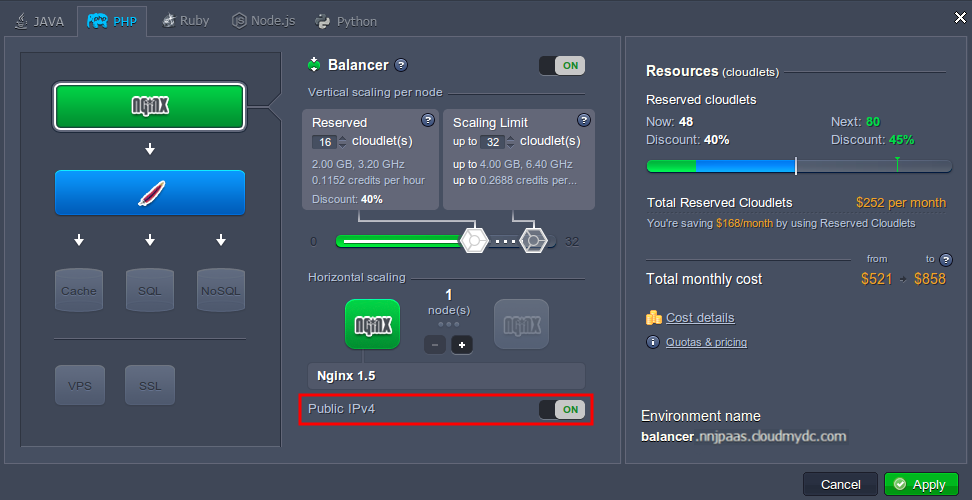 JAVA PHP Ruby Node.js Python
NGINX
Cache SQL NoSQL
VPS SSL
Balancer ? ON
Vertical scaling per node
Reserved ?
16 cloudlet(s)
2.00 GB, 3.20 GHz
0.1152 credits per hour
Discount: 40%
Scaling Limit ?
up to 32 cloudlet(s)
up to 4.00 GB, 6.40 GHz
up to 0.2688 credits per...
0 32
Horizontal scaling
NGINX
1
node(s)
- +
NGINX
Nginx 1.5
Public IPv4 ON
Resources (cloudlets)
Reserved cloudlets
Now: 48 Next: 80
Discount: 40% Discount: 45%
Total Reserved Cloudlets $252 per month
You're saving $168/month by using Reserved Cloudlets
from to ?
Total monthly cost $521 $858
Cost details
Quotas & pricing
Environment name
balancer.nnjpaas.cloudmydc.com
Cancel Apply